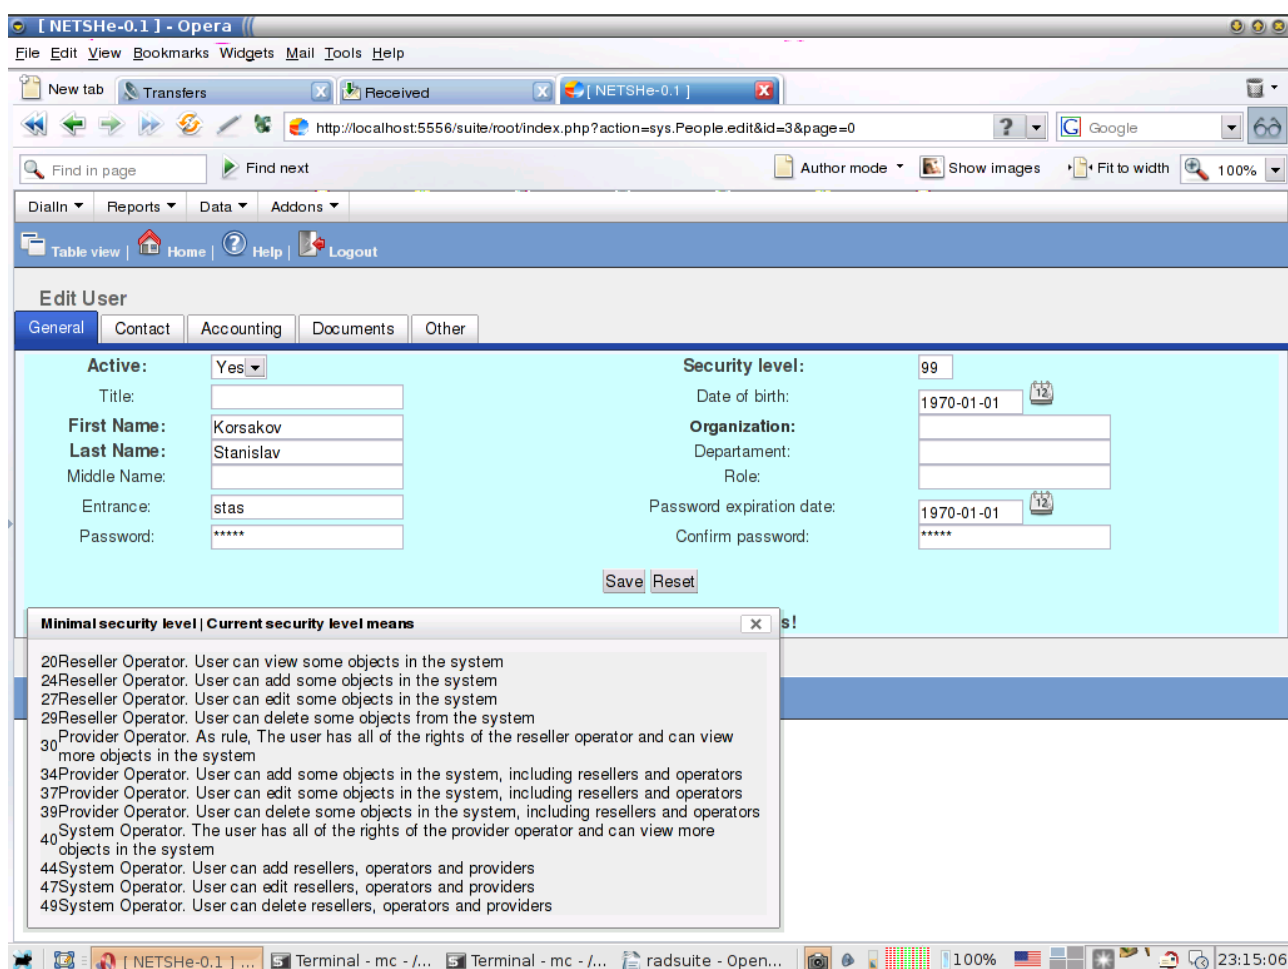 [ NETSHe-0.1 ] - Opera
File Edit View Bookmarks Widgets Mail Tools Help
New tab Transfers Received [ NETSHe-0.1 ]
http://localhost:5556/suite/root/index.php?action=sys.People.edit&id=3&page=0 ? G Google
Find in page Find next Author mode Show images Fit to width 100%
DialIn Reports Data Addons
Table view | Home | Help | Logout
Edit User
General Contact Accounting Documents Other
Active: Yes Security level: 99
Title: Date of birth: 1970-01-01 12
First Name: Korsakov Organization:
Last Name: Stanislav Departament:
Middle Name: Role:
Entrance: stas Password expiration date: 1970-01-01 12
Password: ***** Confirm password: *****
Save Reset
Minimal security level | Current security level means s!
20Reseller Operator. User can view some objects in the system
24Reseller Operator. User can add some objects in the system
27Reseller Operator. User can edit some objects in the system
29Reseller Operator. User can delete some objects from the system
30Provider Operator. As rule, The user has all of the rights of the reseller operator and can view
more objects in the system
34Provider Operator. User can add some objects in the system, including resellers and operators
37Provider Operator. User can edit some objects in the system, including resellers and operators
39Provider Operator. User can delete some objects in the system, including resellers and operators
40System Operator. The user has all of the rights of the provider operator and can view more
objects in the system
44System Operator. User can add resellers, operators and providers
47System Operator. User can edit resellers, operators and providers
49System Operator. User can delete resellers, operators and providers
[ NETSHe-0.1 ] ... Terminal - mc - /... Terminal - mc - /... radsuite - Open... 100% 23:15:00